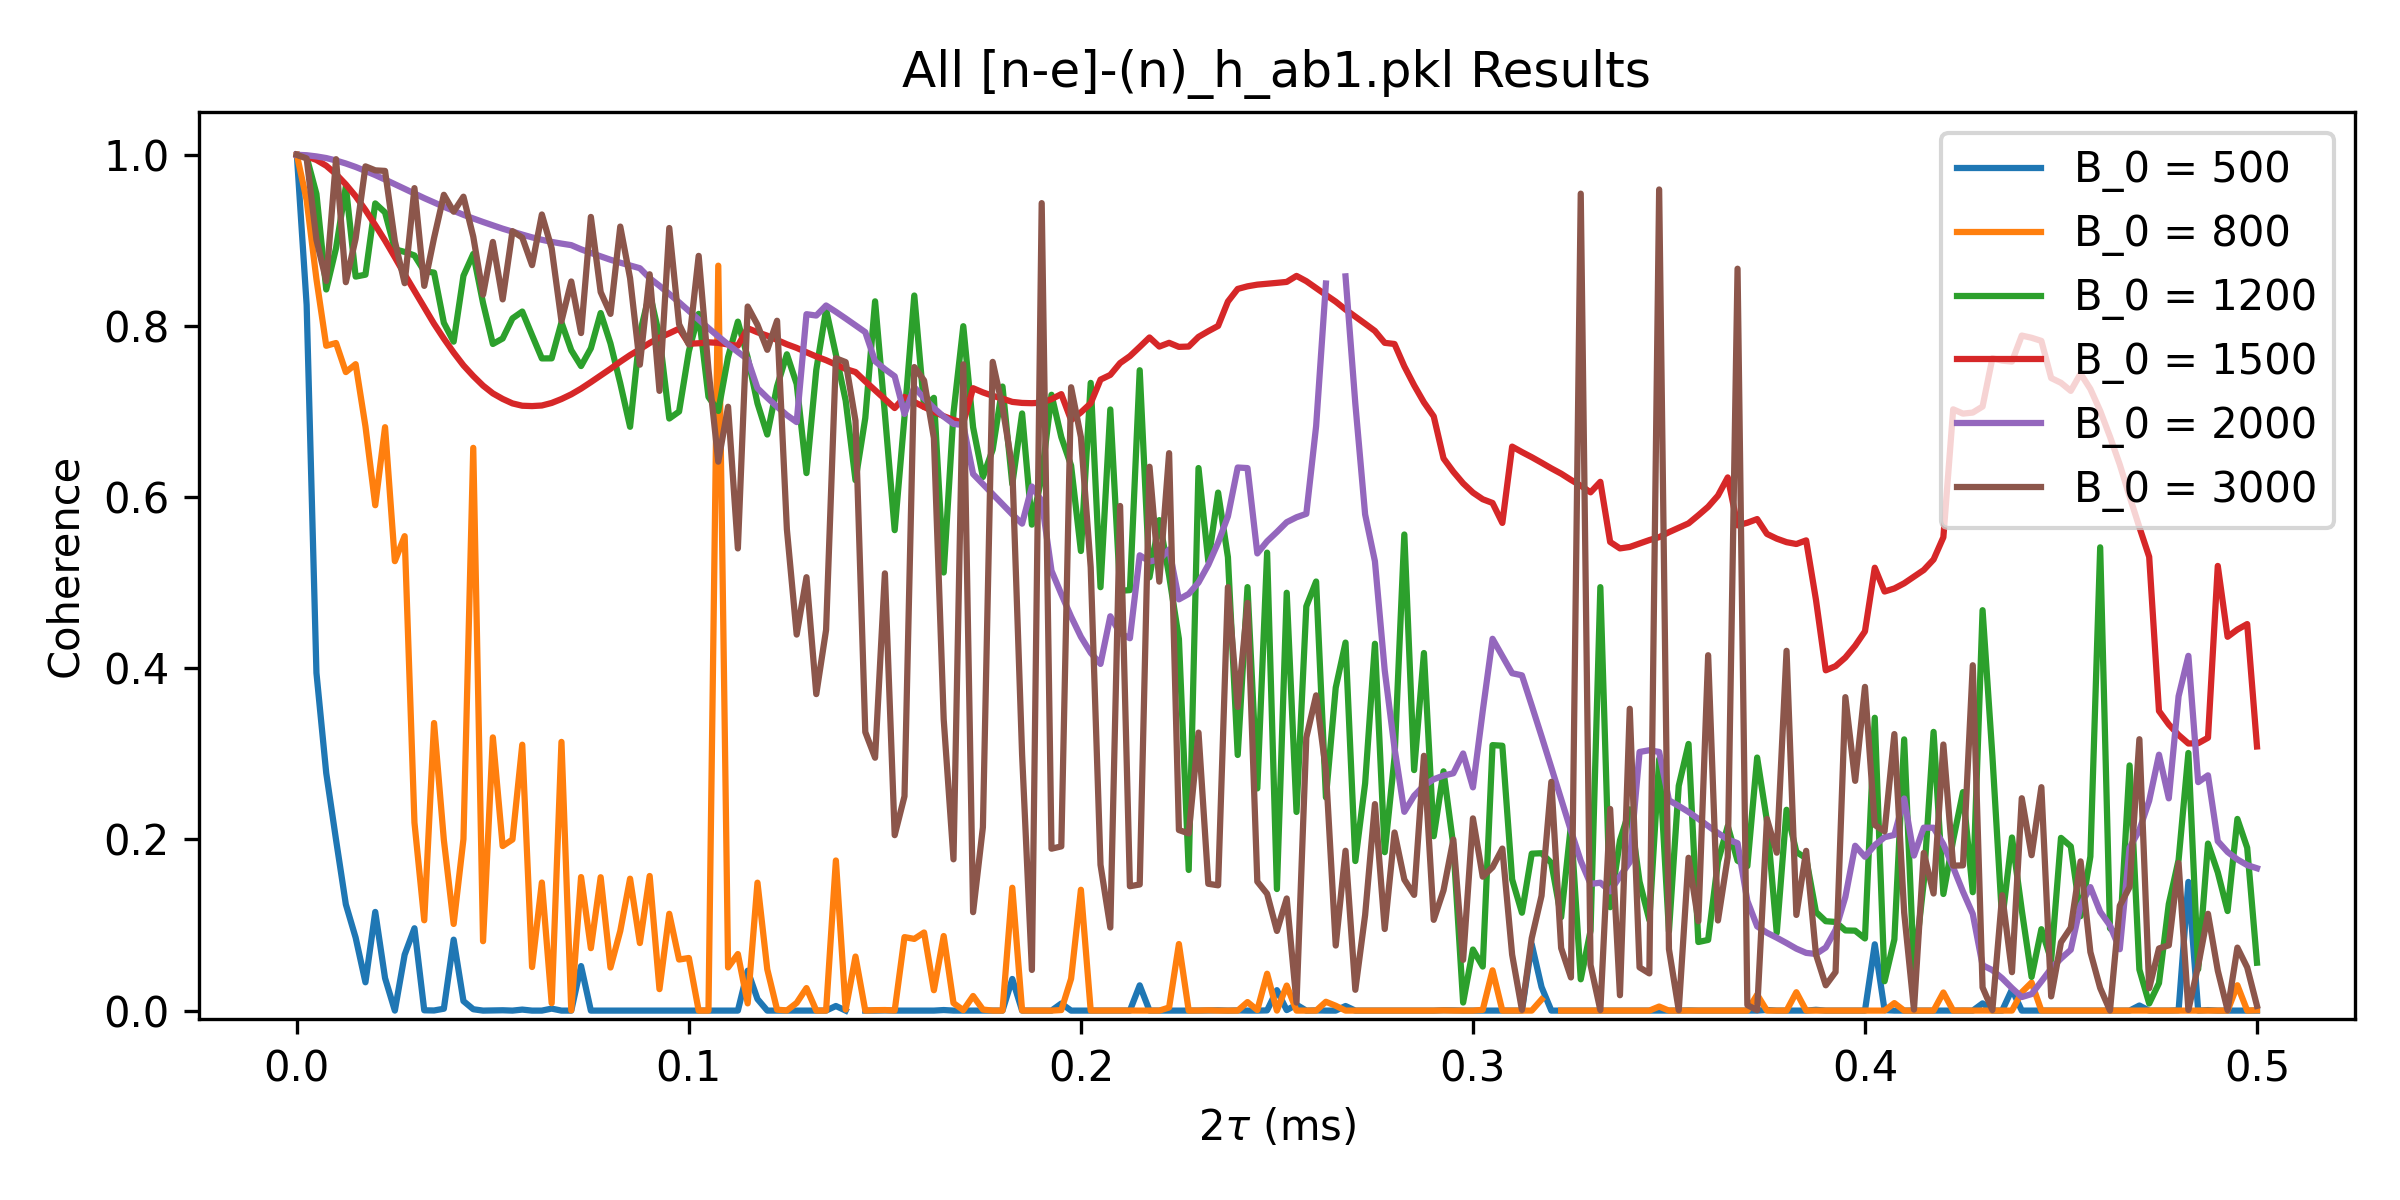 All [n-e]-(n)_h_ab1.pkl Results
Coherence
1.0
0.8
0.6
0.4
0.2
0.0
B_0 = 500
B_0 = 800
B_0 = 1200
B_0 = 1500
B_0 = 2000
B_0 = 3000
0.0 0.1 0.2 0.3 0.4 0.5
2τ (ms)